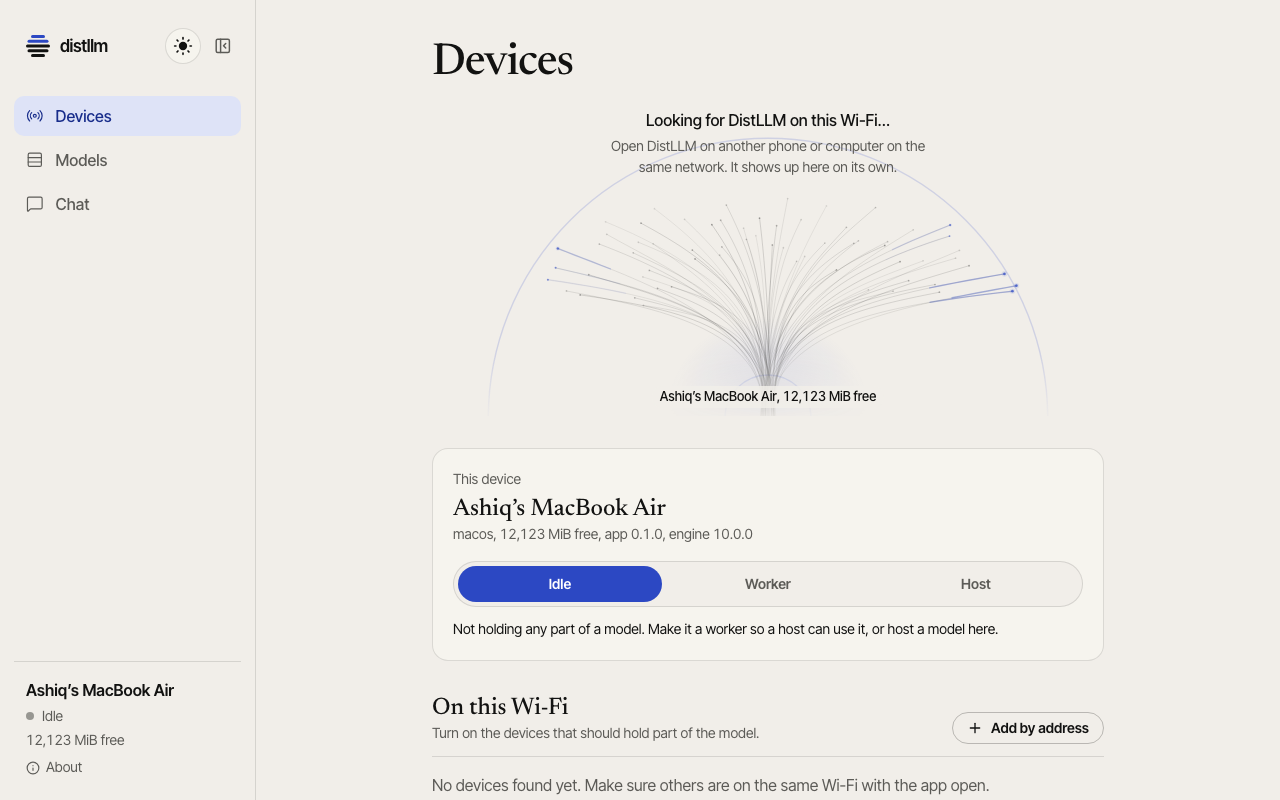 distllm
Devices
Models
Chat
Ashiq’s MacBook Air
Idle
12,123 MiB free
About
Devices
Looking for DistLLM on this Wi-Fi…
Open DistLLM on another phone or computer on the
same network. It shows up here on its own.
Ashiq’s MacBook Air, 12,123 MiB free
This device
Ashiq’s MacBook Air
macos, 12,123 MiB free, app 0.1.0, engine 10.0.0
Idle
Worker
Host
Not holding any part of a model. Make it a worker so a host can use it, or host a model here.
On this Wi-Fi
Turn on the devices that should hold part of the model.
Add by address
No devices found yet. Make sure others are on the same Wi-Fi with the app open.